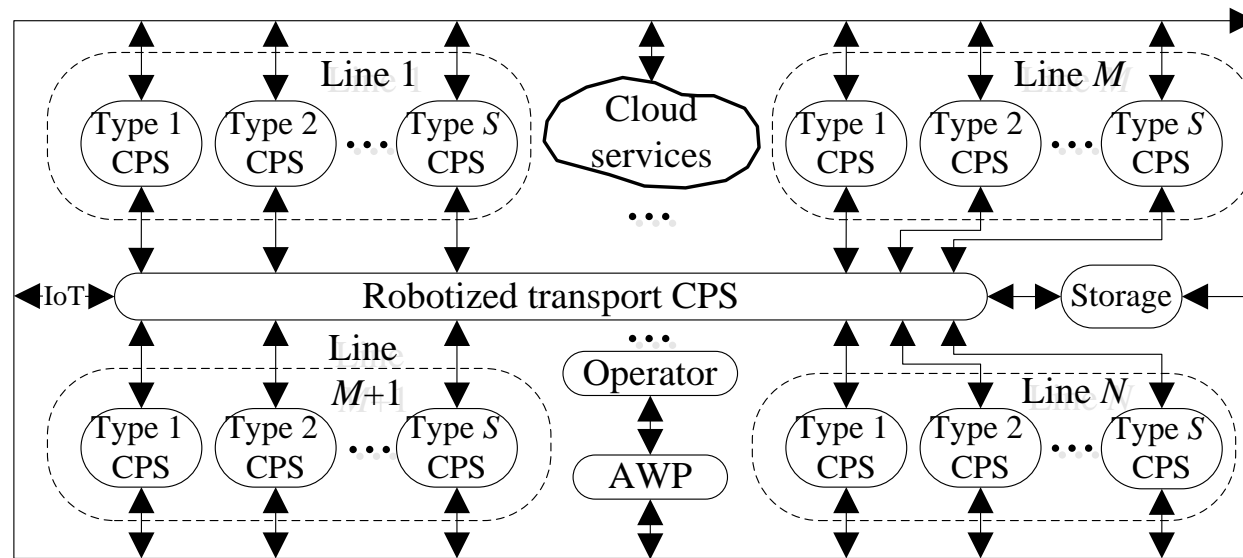 Line 1
Type 1
CPS
Type 2
CPS
...
Type S
CPS
Cloud
services
...
Line M
Type 1
CPS
Type 2
CPS
...
Type S
CPS
IoT
Robotized transport CPS
Storage
...
Line
M+1
Type 1
CPS
Type 2
CPS
...
Type S
CPS
Operator
AWP
Line N
Type 1
CPS
Type 2
CPS
...
Type S
CPS